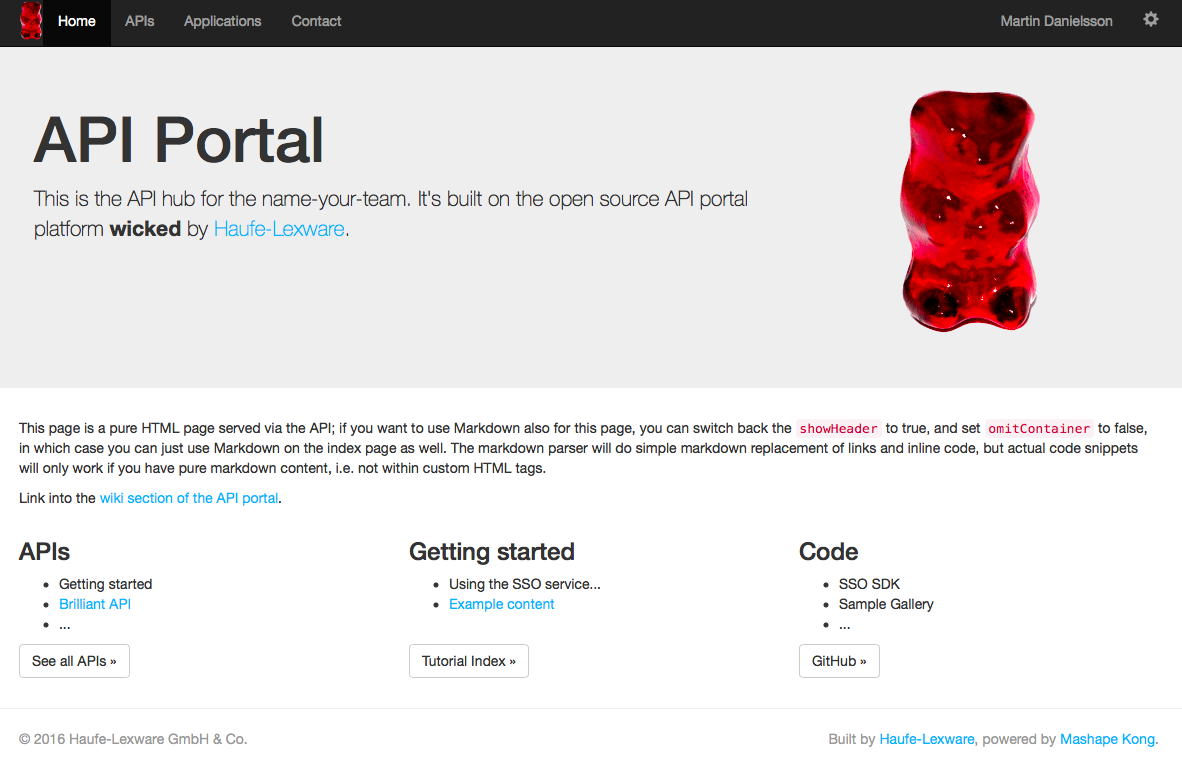 Home APIs Applications Contact Martin Danielsson
API Portal
This is the API hub for the name-your-team. It's built on the open source API portal
platform wicked by Haufe-Lexware.
This page is a pure HTML page served via the API; if you want to use Markdown also for this page, you can switch back the showHeader to true, and set omitContainer to false,
in which case you can just use Markdown on the index page as well. The markdown parser will do simple markdown replacement of links and inline code, but actual code snippets
will only work if you have pure markdown content, i.e. not within custom HTML tags.
Link into the wiki section of the API portal.
APIs
• Getting started
• Brilliant API
• ...
See all APIs »
Getting started
• Using the SSO service...
• Example content
Tutorial Index »
Code
• SSO SDK
• Sample Gallery
• ...
GitHub »
© 2016 Haufe-Lexware GmbH & Co.
Built by Haufe-Lexware, powered by Mashape Kong.